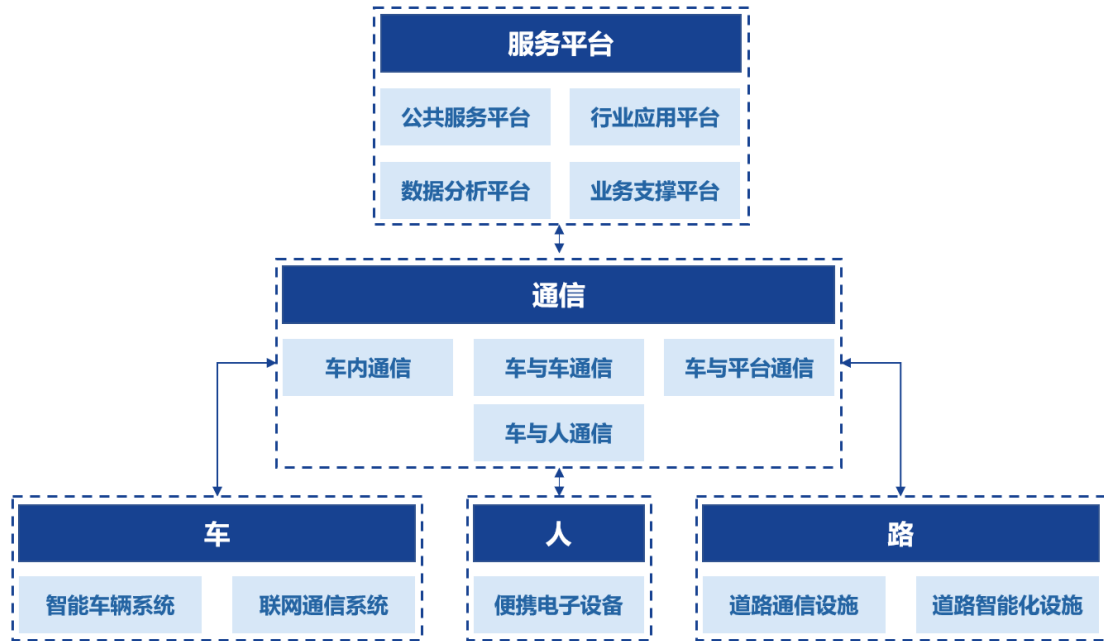 服务平台
公共服务平台
行业应用平台
数据分析平台
业务支撑平台
通信
车内通信
车与车通信
车与平台通信
车与人通信
车
人
路
智能车辆系统
联网通信系统
便携电子设备
道路通信设施
道路智能化设施